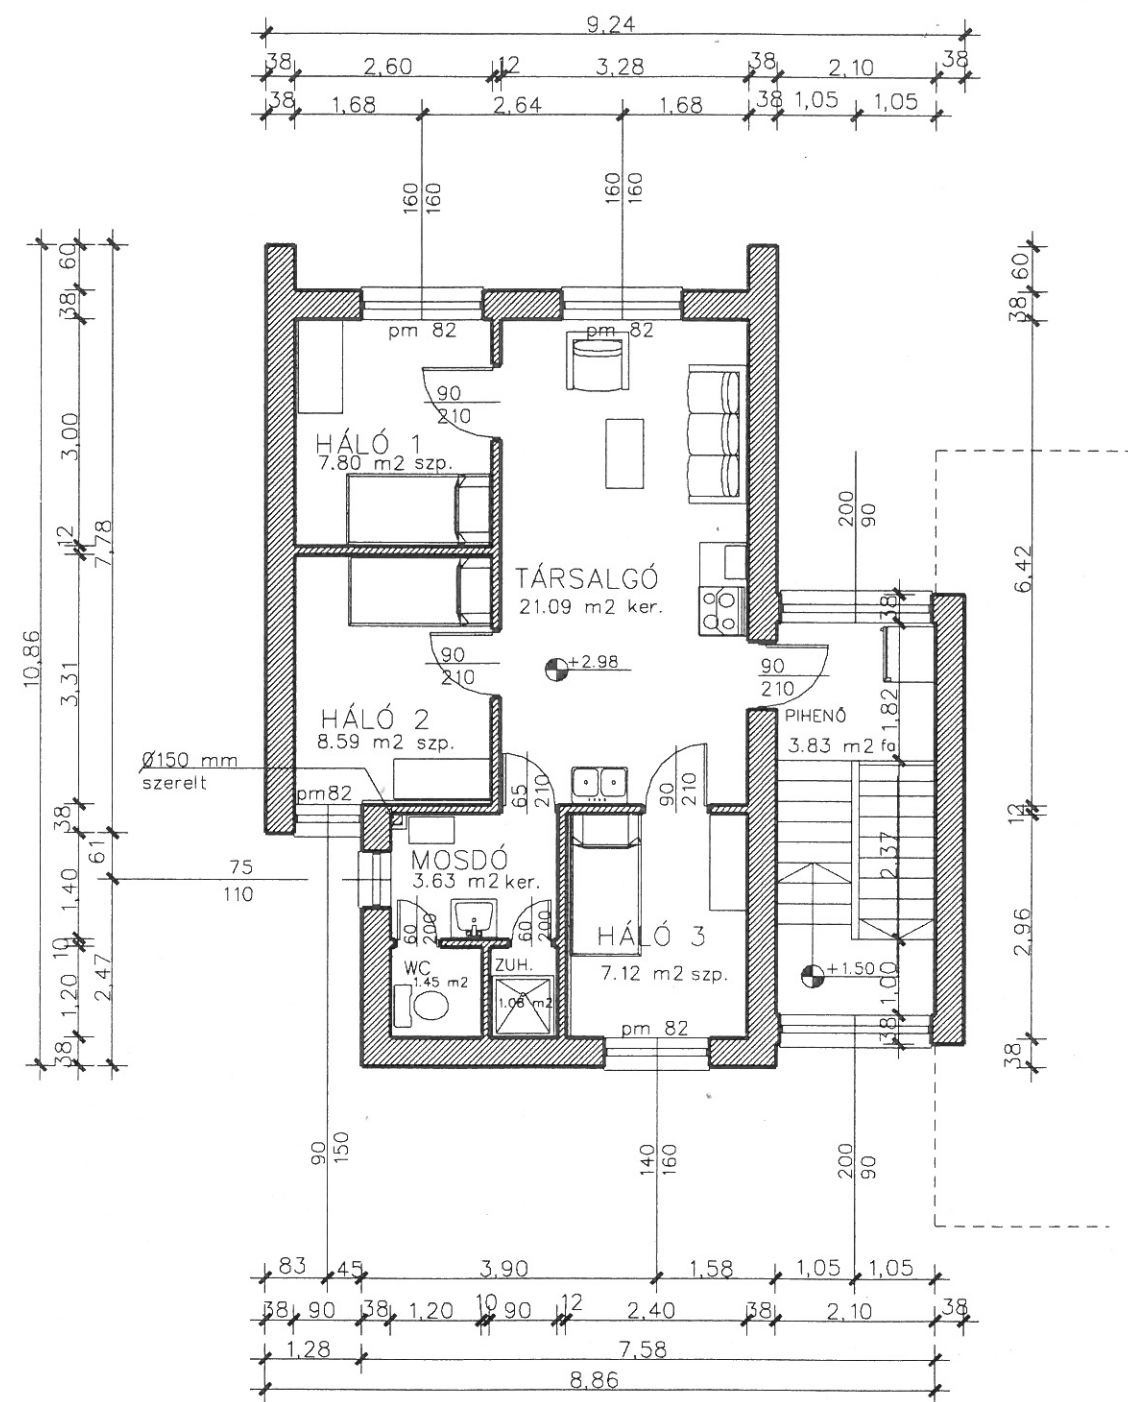 9,24
38 2,60 12 3,28 38 2,10 38
38 1,68 2,64 1,68 38 1,05 1,05
160
160
160
160
60
38
3,00
12
3,31
38
1,40
10
1,20
38
7,78
61
2,47
10,86
60
38
6,42
12
2,96
38
pm 82
pm 82
90
210
HÁLÓ 1
7.80 m2 szp.
200
90
TÁRSALGÓ
21.09 m2 ker.
38
90
210
+2.98
90
210
HÁLÓ 2
8.59 m2 szp.
PIHENŐ
3.83 m2 fa
1,82
Ø150 mm
szerelt
pm82
65
210
90
210
75
110
MOSDÓ
3.63 m2 ker.
2,37
60
200
60
200
HÁLÓ 3
7.12 m2 szp.
WC
1.45 m2
ZUH.
1.08 m2
+1.50
1,00
38
pm 82
90
150
140
160
200
90
83 45 3,90 1,58 1,05 1,05
38 90 38 1,20 10 90 12 2,40 38 2,10 38
1,28 7,58
8,86